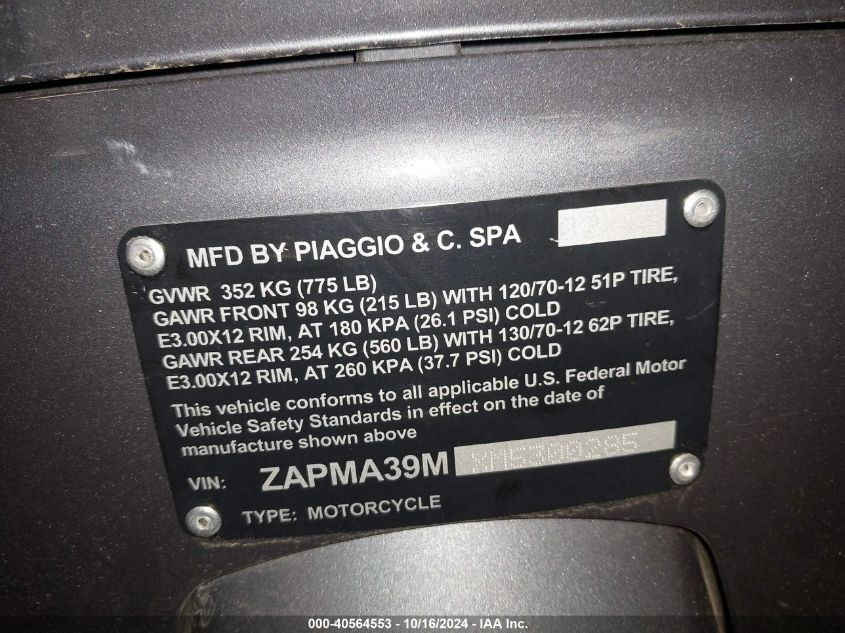 MFD BY PIAGGIO & C. SPA
GVWR 352 KG (775 LB)
GAWR FRONT 98 KG (215 LB) WITH 120/70-12 51P TIRE,
E3.00X12 RIM, AT 180 KPA (26.1 PSI) COLD
GAWR REAR 254 KG (560 LB) WITH 130/70-12 62P TIRE,
E3.00X12 RIM, AT 260 KPA (37.7 PSI) COLD
This vehicle conforms to all applicable U.S. Federal Motor
Vehicle Safety Standards in effect on the date of
manufacture shown above
VIN: ZAPMA39M XM5300285
TYPE: MOTORCYCLE
000-40564553 - 10/16/2024 - IAA Inc.